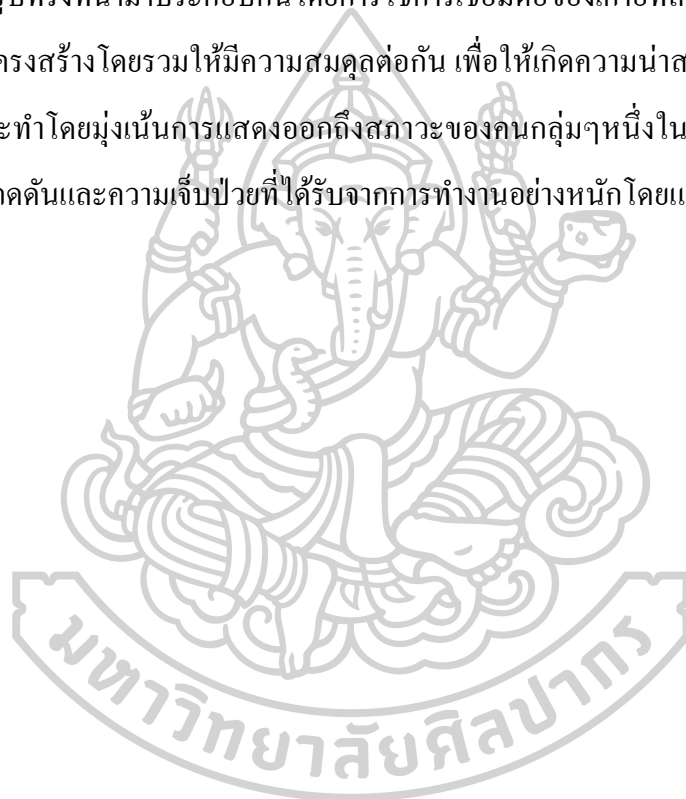 รูปทรงที่นำมาประกอบกันโดยการใช้การเชื่อมต่อของ
ครงสร้างโดยรวมให้มีความสมดุลต่อกัน เพื่อให้เกิดความน่าส
ะทำโดยมุ่งเน้นการแสดงออกถึงสภาวะของคนกลุ่มๆหนึ่งใน
าดดันและความเจ็บป่วยที่ได้รับจากการทำงานอย่างหนักโดยแ
มหาวิทยาลัยศิลปากร